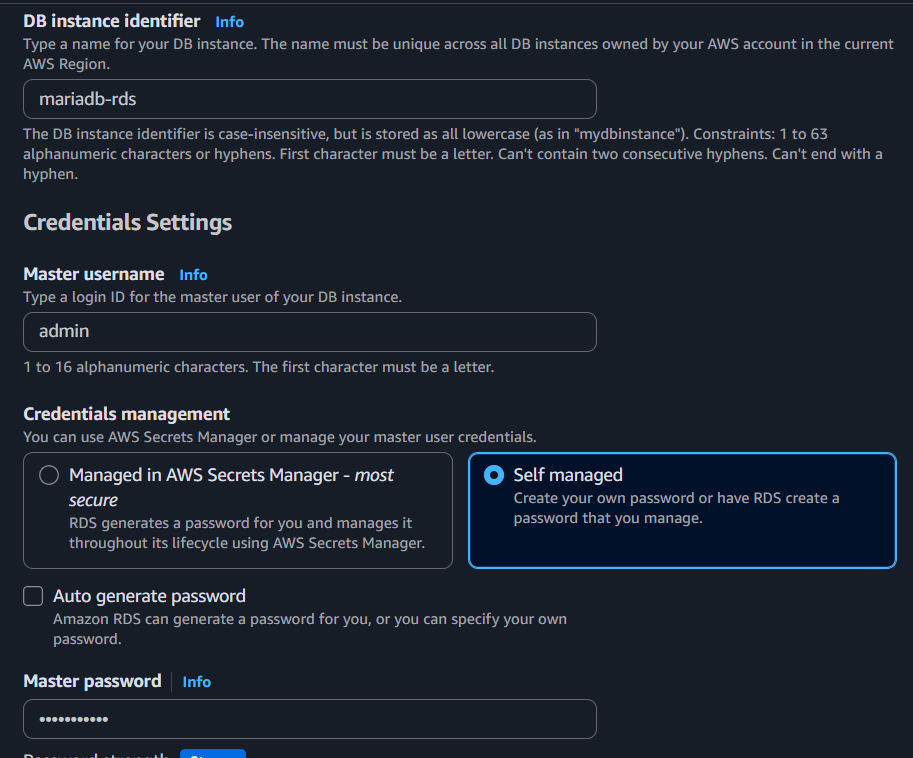 DB instance identifier Info
Type a name for your DB instance. The name must be unique across all DB instances owned by your AWS account in the current
AWS Region.
mariadb-rds
The DB instance identifier is case-insensitive, but is stored as all lowercase (as in "mydbinstance"). Constraints: 1 to 63
alphanumeric characters or hyphens. First character must be a letter. Can't contain two consecutive hyphens. Can't end with a
hyphen.
Credentials Settings
Master username Info
Type a login ID for the master user of your DB instance.
admin
1 to 16 alphanumeric characters. The first character must be a letter.
Credentials management
You can use AWS Secrets Manager or manage your master user credentials.
Managed in AWS Secrets Manager - most
secure
RDS generates a password for you and manages it
throughout its lifecycle using AWS Secrets Manager.
Self managed
Create your own password or have RDS create a
password that you manage.
Auto generate password
Amazon RDS can generate a password for you, or you can specify your own
password.
Master password Info
•••••••••••
Password strength